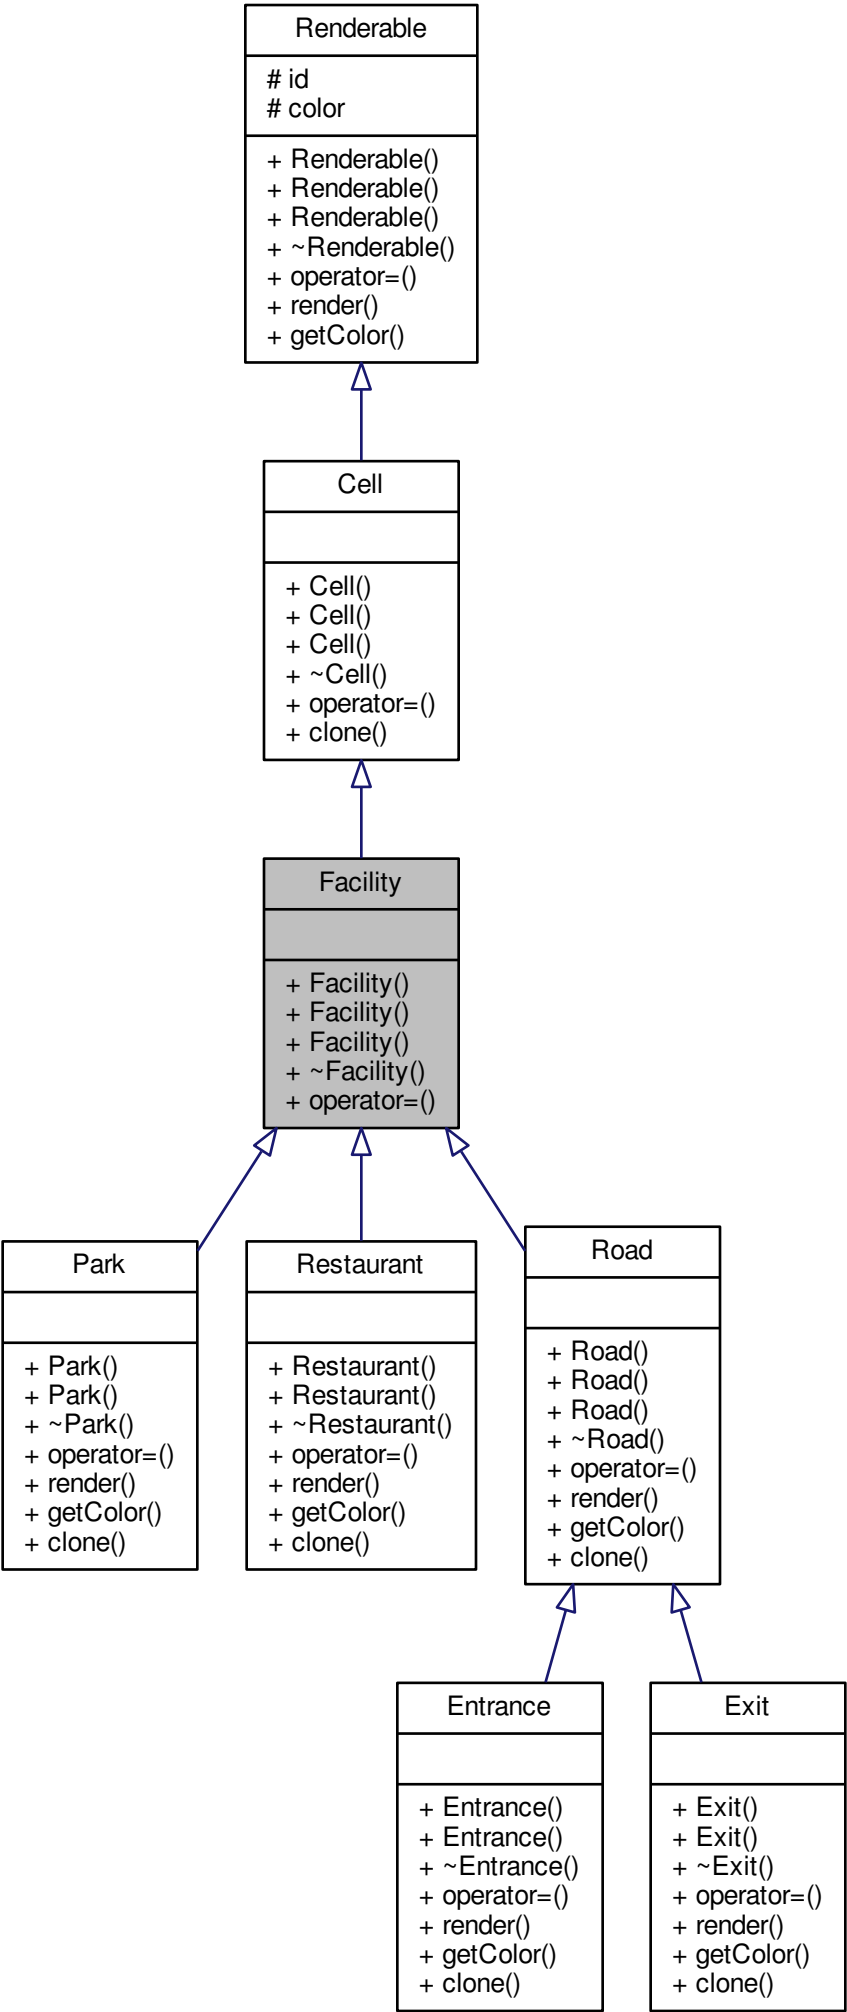 Renderable
# id
# color
+ Renderable()
+ Renderable()
+ Renderable()
+ ~Renderable()
+ operator=()
+ render()
+ getColor()
Cell
+ Cell()
+ Cell()
+ Cell()
+ ~Cell()
+ operator=()
+ clone()
Facility
+ Facility()
+ Facility()
+ Facility()
+ ~Facility()
+ operator=()
Park
+ Park()
+ Park()
+ ~Park()
+ operator=()
+ render()
+ getColor()
+ clone()
Restaurant
+ Restaurant()
+ Restaurant()
+ ~Restaurant()
+ operator=()
+ render()
+ getColor()
+ clone()
Road
+ Road()
+ Road()
+ Road()
+ ~Road()
+ operator=()
+ render()
+ getColor()
+ clone()
Entrance
+ Entrance()
+ Entrance()
+ ~Entrance()
+ operator=()
+ render()
+ getColor()
+ clone()
Exit
+ Exit()
+ Exit()
+ ~Exit()
+ operator=()
+ render()
+ getColor()
+ clone()